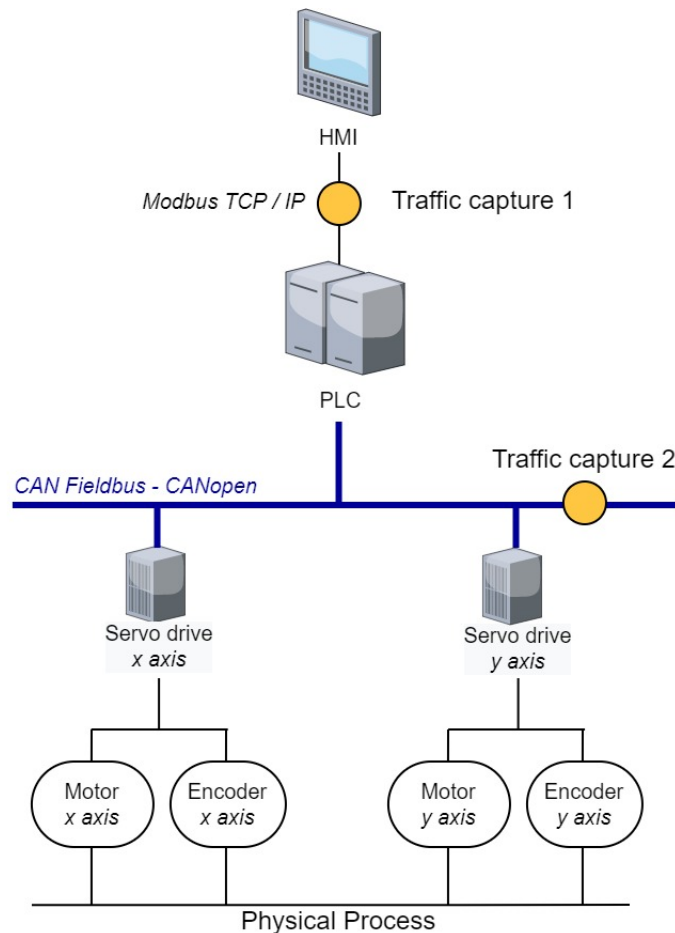 HMI
Modbus TCP / IP
Traffic capture 1
PLC
Traffic capture 2
CAN Fieldbus - CANopen
Servo drive
x axis
Servo drive
y axis
Motor
x axis
Encoder
x axis
Motor
y axis
Encoder
y axis
Physical Process